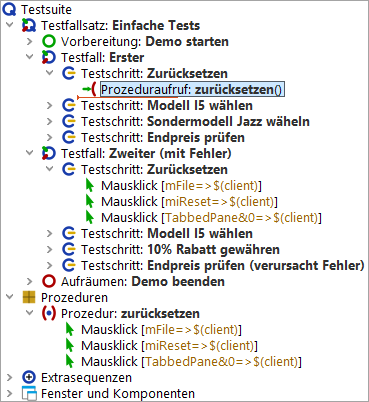 Testsuite
Testfallsatz: Einfache Tests
Vorbereitung: Demo starten
Testfall: Erster
Testschritt: Zurücksetzen
Prozeduraufruf: zurücksetzen()
Testschritt: Modell I5 wählen
Testschritt: Sondermodell Jazz wäheln
Testschritt: Endpreis prüfen
Testfall: Zweiter (mit Fehler)
Testschritt: Zurücksetzen
Mausklick [mFile=>$(client)]
Mausklick [miReset=>$(client)]
Mausklick [TabbedPane&0=>$(client)]
Testschritt: Modell I5 wählen
Testschritt: 10% Rabatt gewähren
Testschritt: Endpreis prüfen (verursacht Fehler)
Aufräumen: Demo beenden
Prozeduren
Prozedur: zurücksetzen
Mausklick [mFile=>$(client)]
Mausklick [miReset=>$(client)]
Mausklick [TabbedPane&0=>$(client)]
Extrasequenzen
Fenster und Komponenten